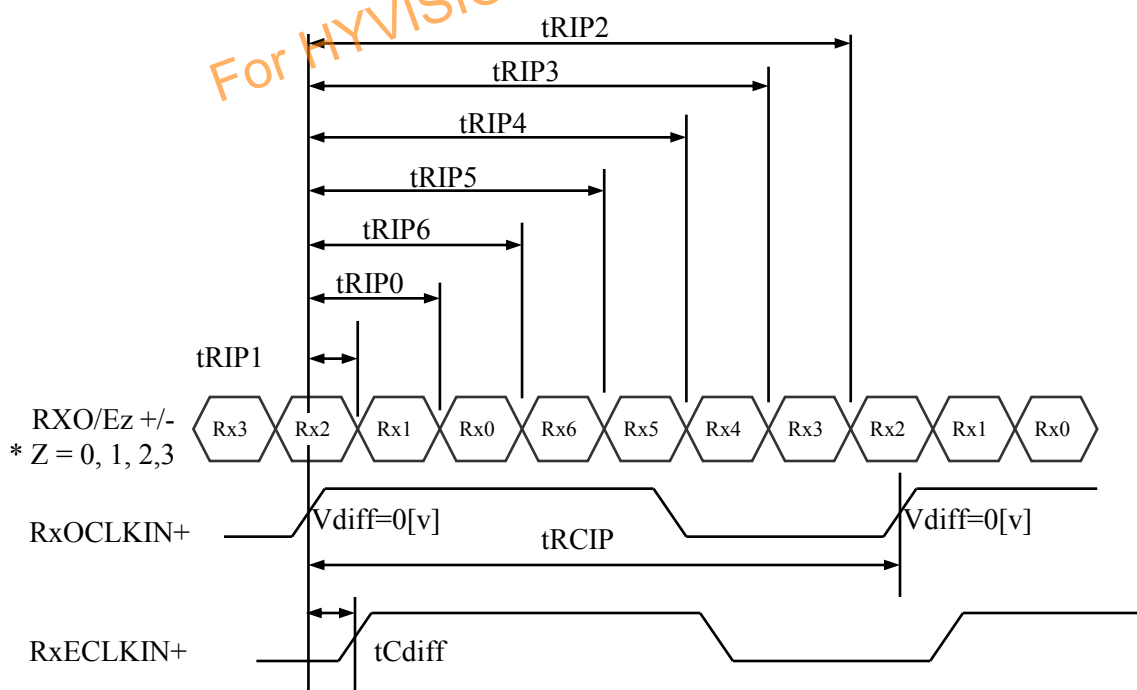 For HYVISIO
tRIP2
tRIP3
tRIP4
tRIP5
tRIP6
tRIP0
tRIP1
RXO/Ez +/-
* Z = 0, 1, 2,3
Rx3 Rx2 Rx1 Rx0 Rx6 Rx5 Rx4 Rx3 Rx2 Rx1 Rx0
RxOCLKIN+
Vdiff=0[v] Vdiff=0[v]
tRCIP
RxECLKIN+
tCdiff